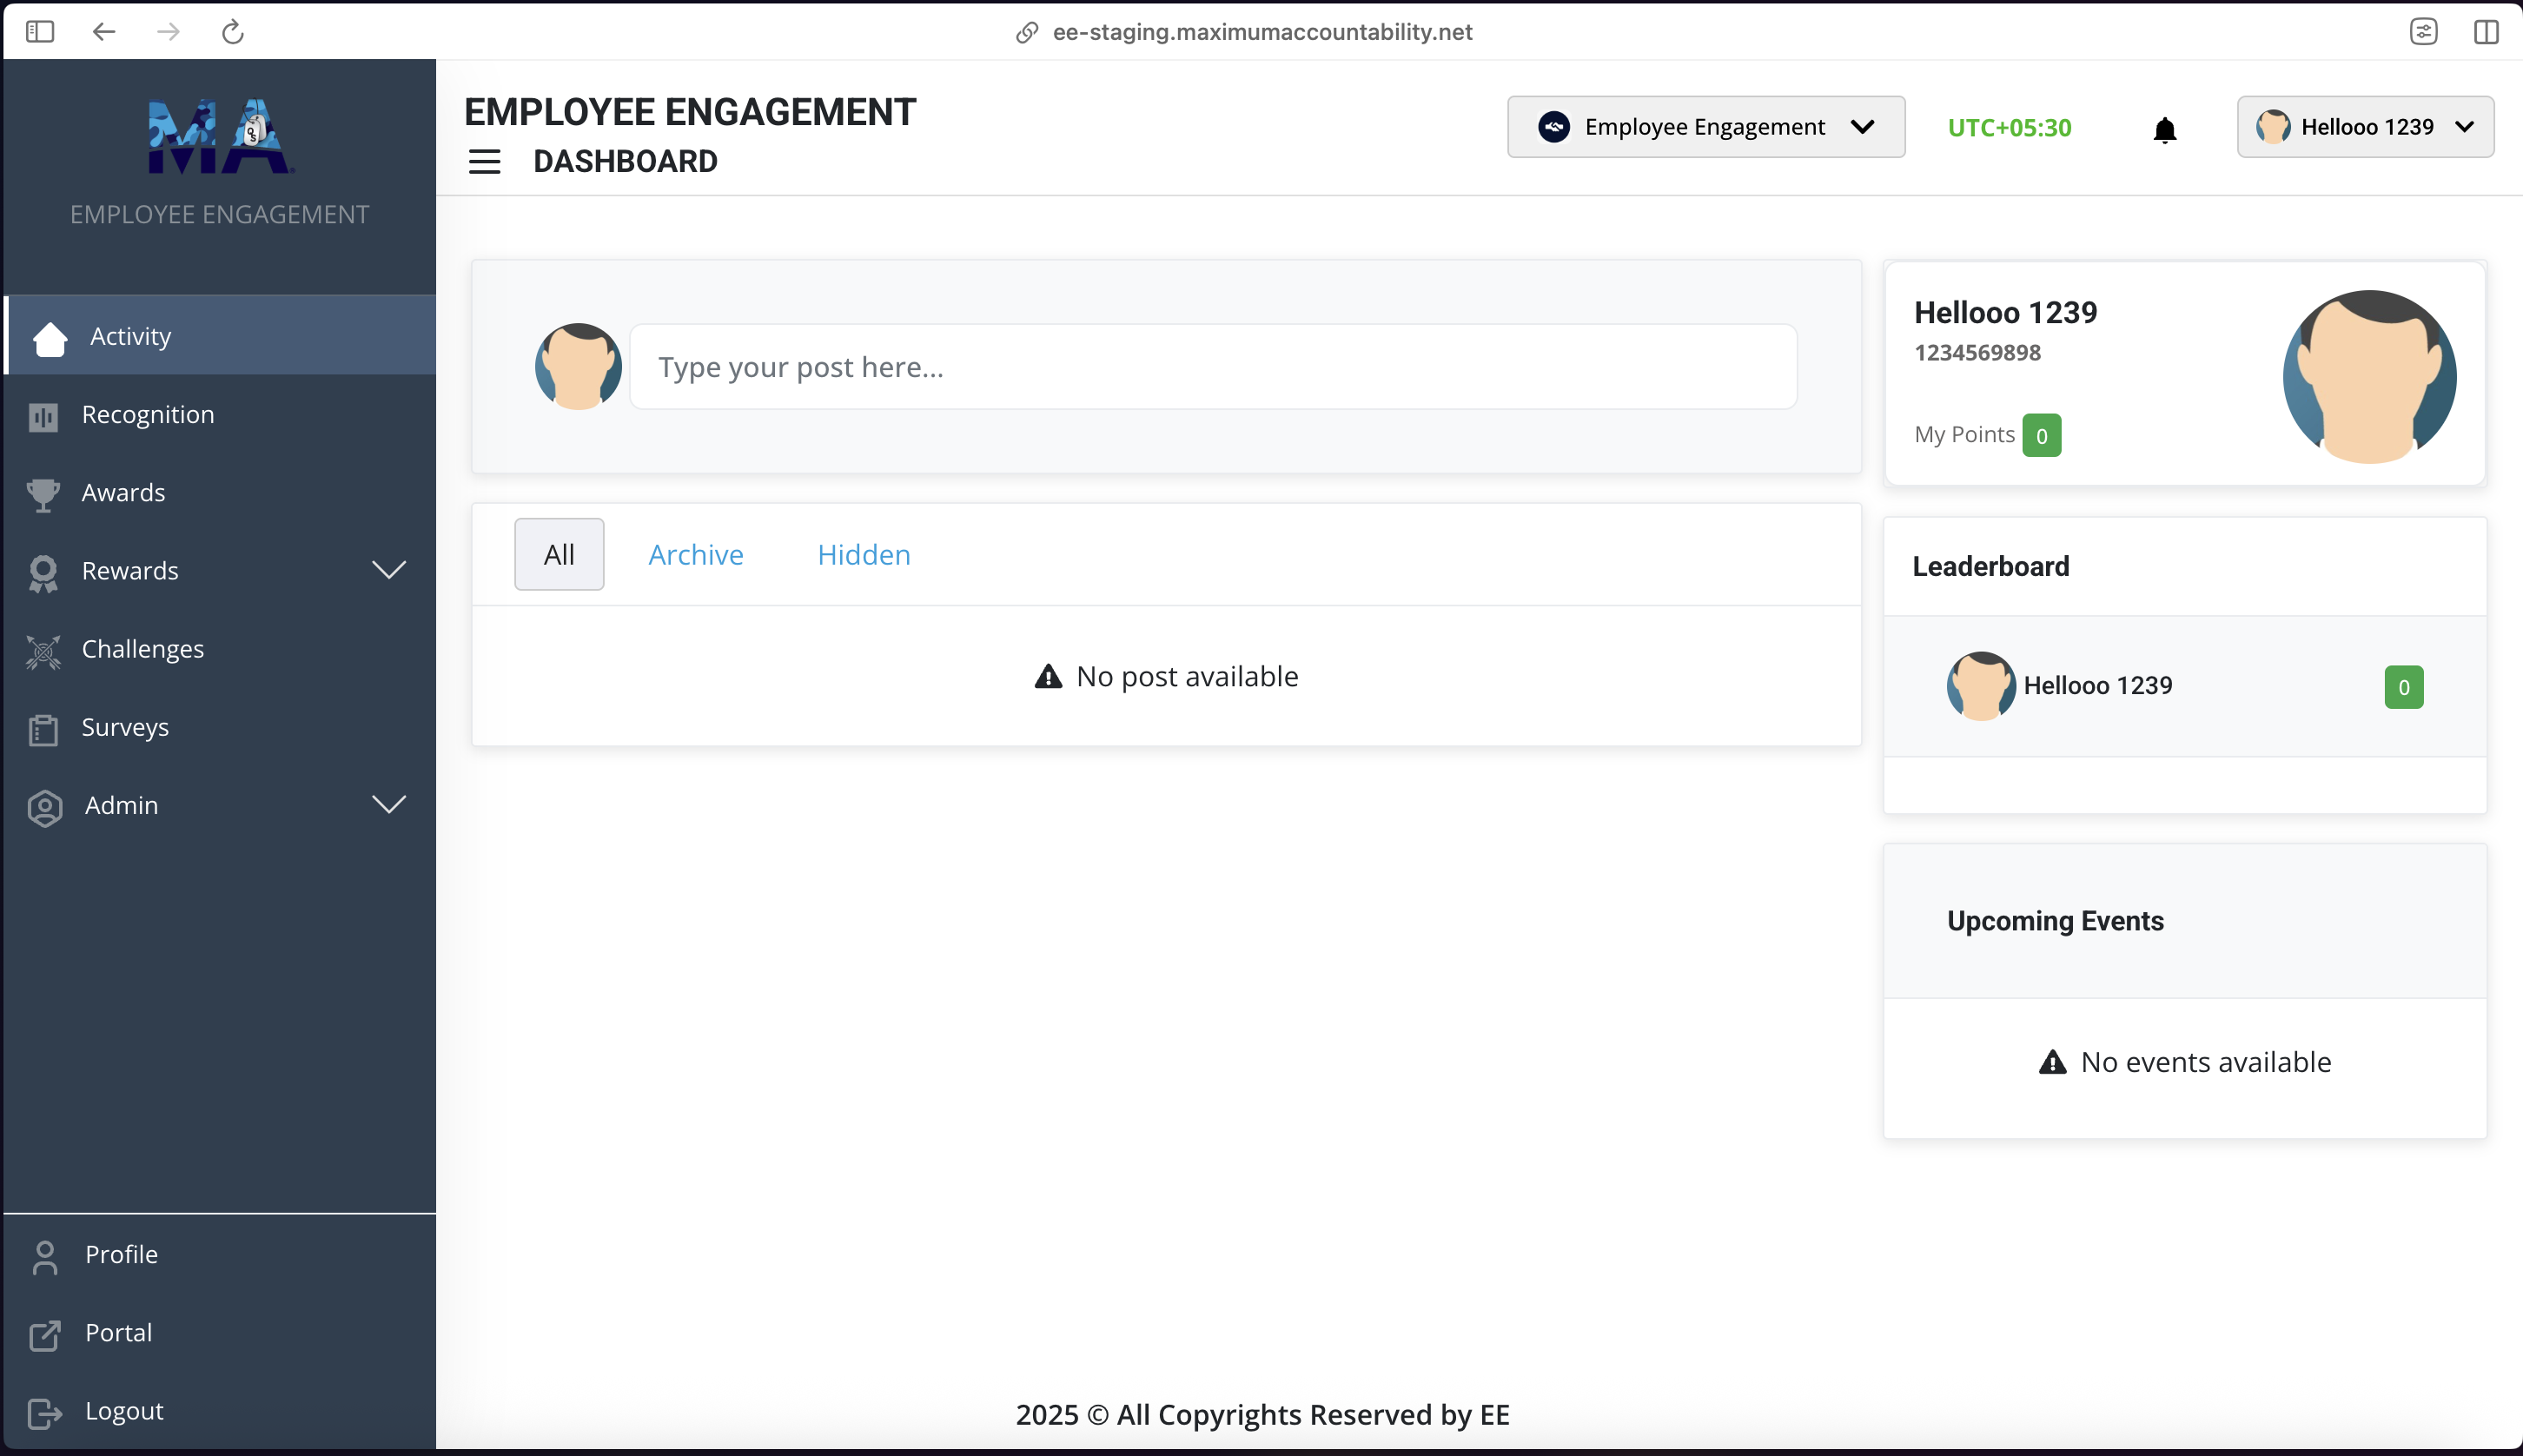 ee-staging.maximumaccountability.net
MA
EMPLOYEE ENGAGEMENT
Activity
Recognition
Awards
Rewards
Challenges
Surveys
Admin
Profile
Portal
Logout
EMPLOYEE ENGAGEMENT
DASHBOARD
Employee Engagement
UTC+05:30
Hellooo 1239
Type your post here...
All
Archive
Hidden
No post available
Hellooo 1239
1234569898
My Points 0
Leaderboard
Hellooo 1239 0
Upcoming Events
No events available
2025 © All Copyrights Reserved by EE